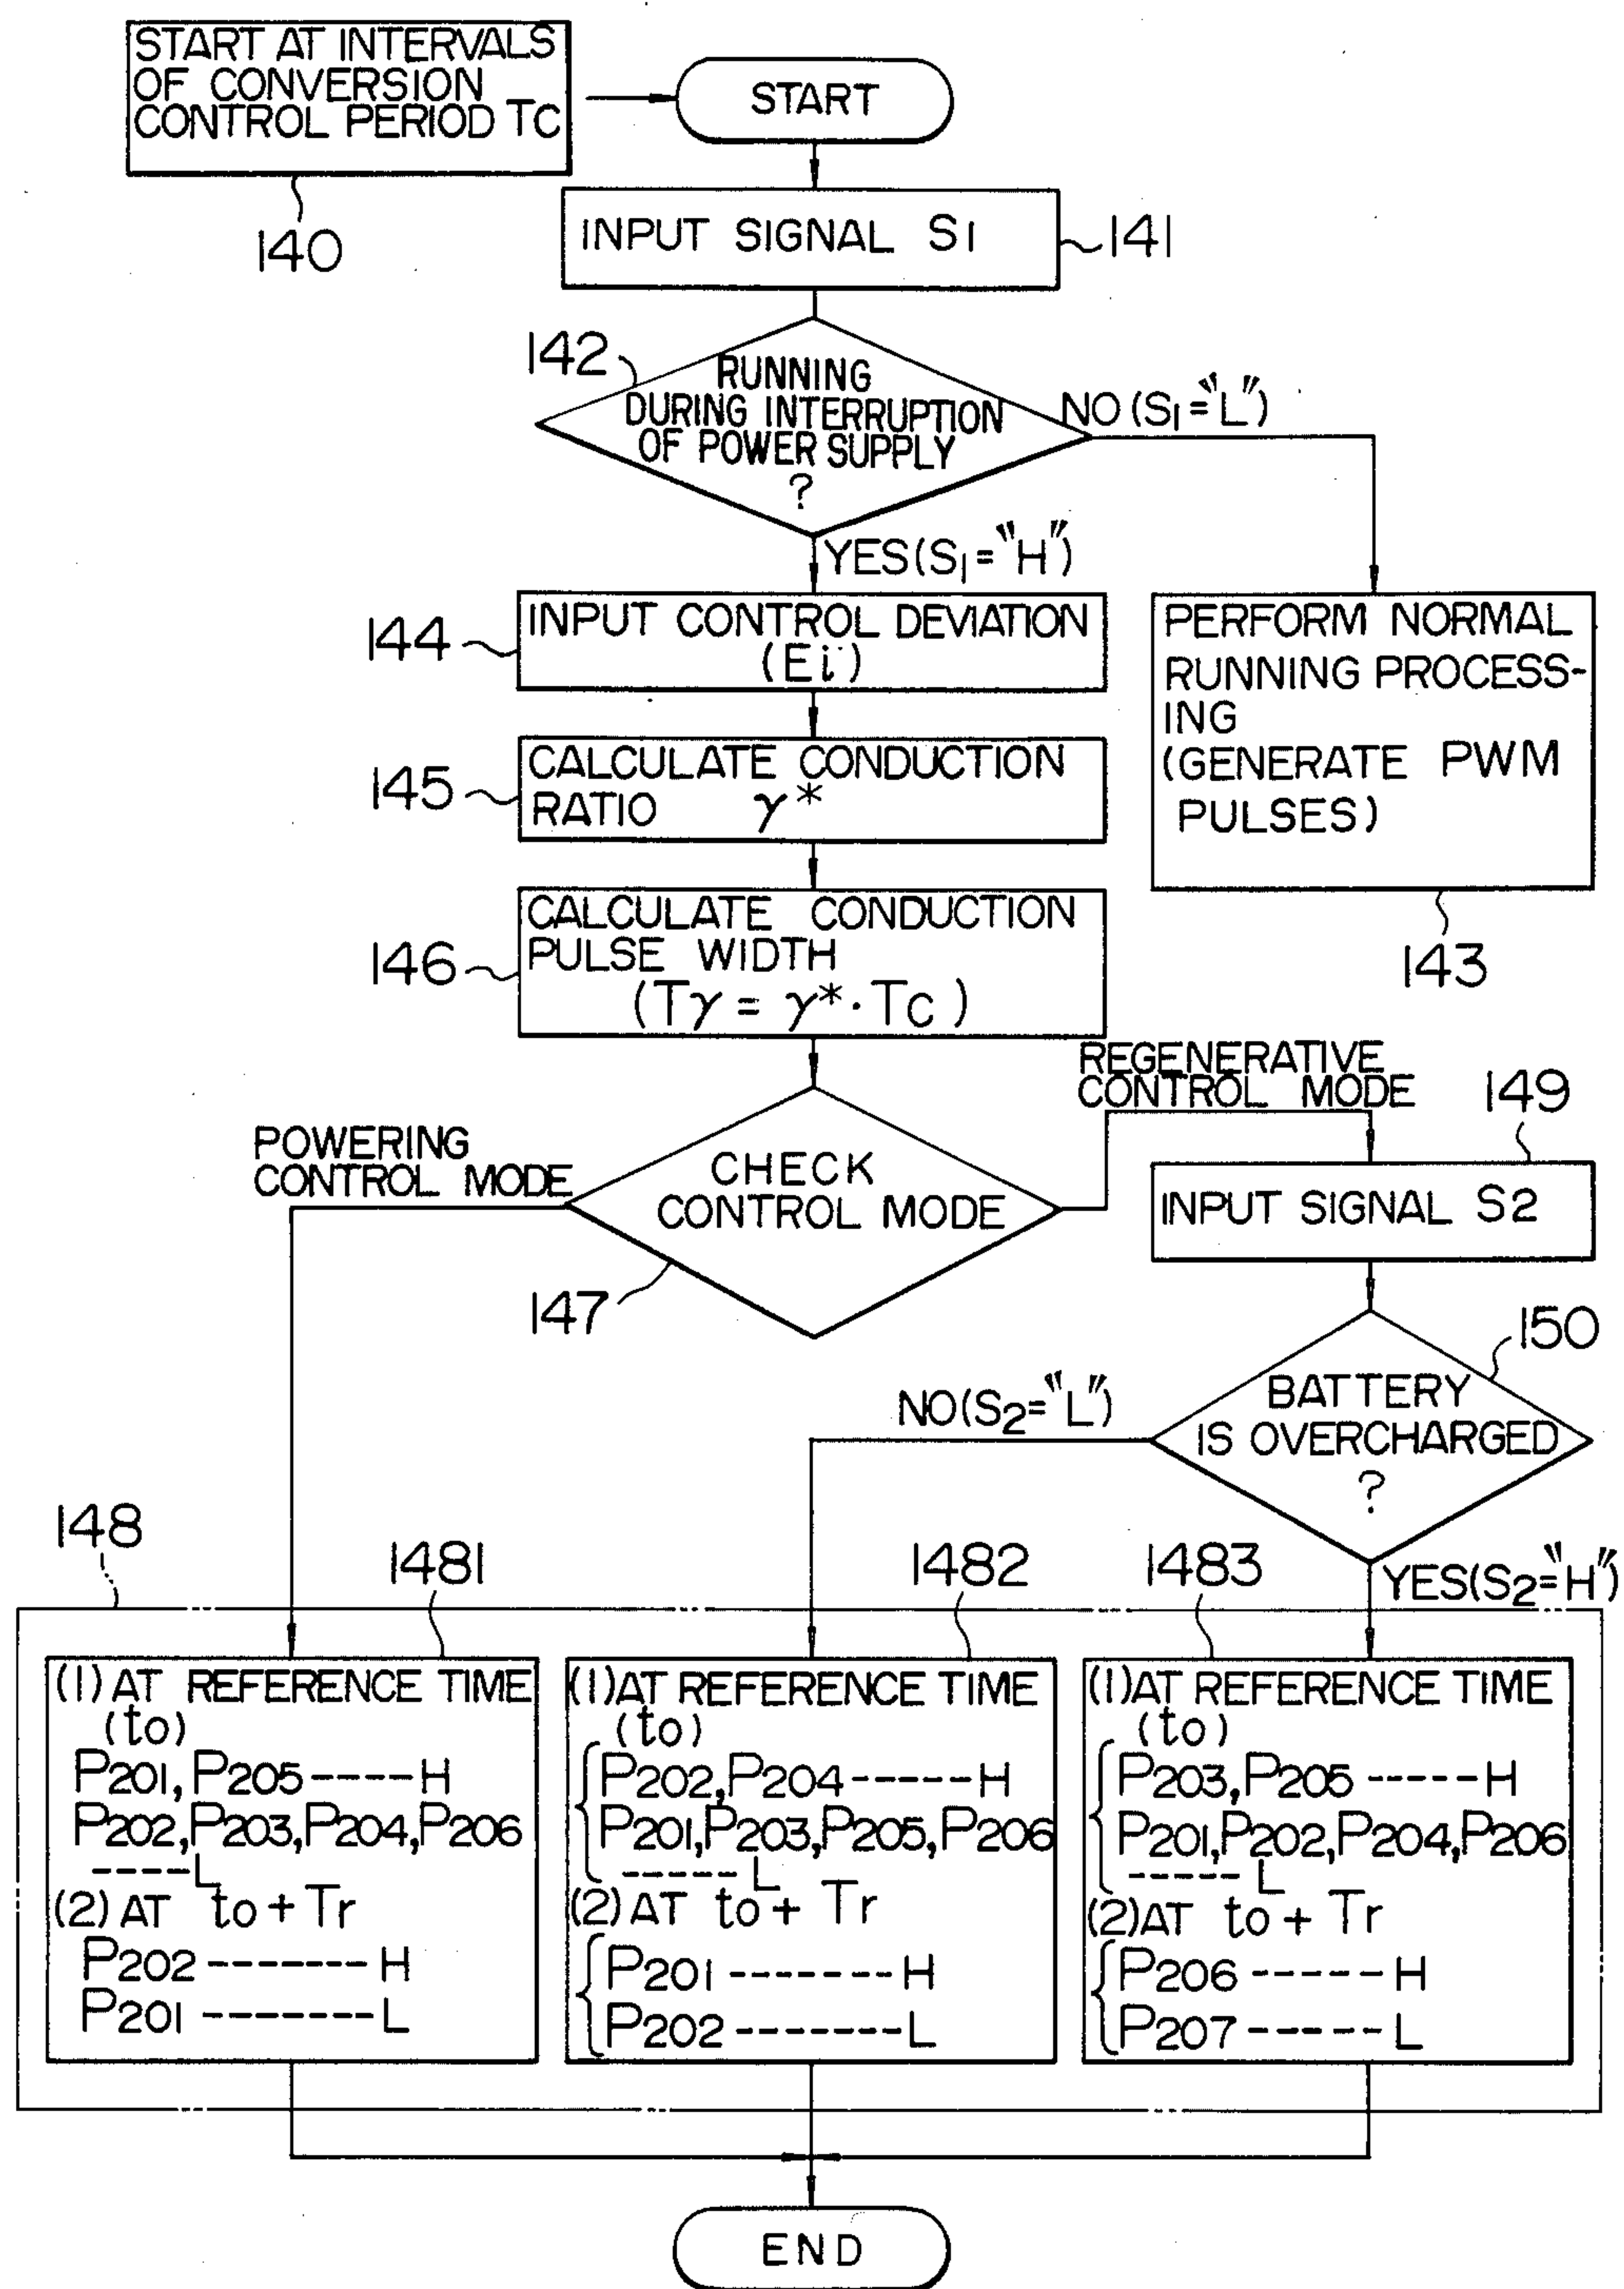 START AT INTERVALS
OF CONVERSION
CONTROL PERIOD Tc
START
140
INPUT SIGNAL S1
141
142
RUNNING
DURING INTERRUPTION
OF POWER SUPPLY
?
NO (S1="L")
YES(S1="H")
144
INPUT CONTROL DEVIATION
(Ei)
PERFORM NORMAL
RUNNING PROCESS-
ING
(GENERATE PWM
PULSES)
143
145
CALCULATE CONDUCTION
RATIO γ*
146
CALCULATE CONDUCTION
PULSE WIDTH
(Tγ = γ*·Tc)
REGENERATIVE
CONTROL MODE
149
POWERING
CONTROL MODE
CHECK
CONTROL MODE
147
INPUT SIGNAL S2
150
BATTERY
IS OVERCHARGED
?
NO(S2="L")
YES(S2="H")
148
1481
(1) AT REFERENCE TIME
(to)
P201, P205 ---- H
P202, P203, P204, P206
---- L
(2) AT to + Tr
P202 ------- H
P201 ------- L
1482
(1) AT REFERENCE TIME
(to)
P202, P204 ----- H
P201, P203, P205, P206
------ L
(2) AT to + Tr
P201 ------- H
P202 ------- L
1483
(1) AT REFERENCE TIME
(to)
P203, P205 ----- H
P201, P202, P204, P206
------ L
(2) AT to + Tr
P206 ----- H
P207 ----- L
END